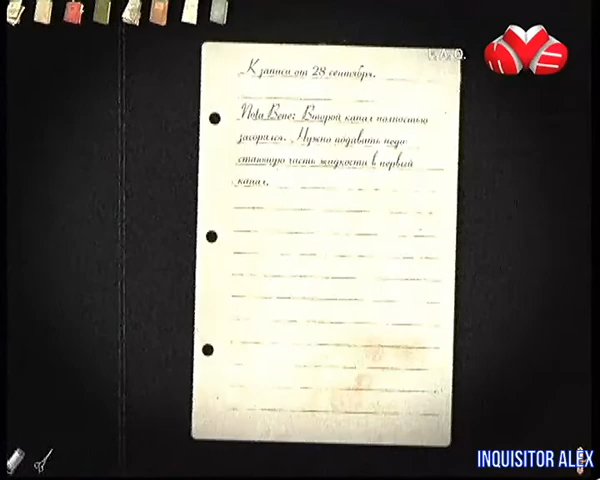 К записи от 28 сентября.
Nota Bene: Второй канал полностью
засорился. Нужно подавать недо-
стающую часть жидкости в первый
канал.
INQUISITOR ALEX